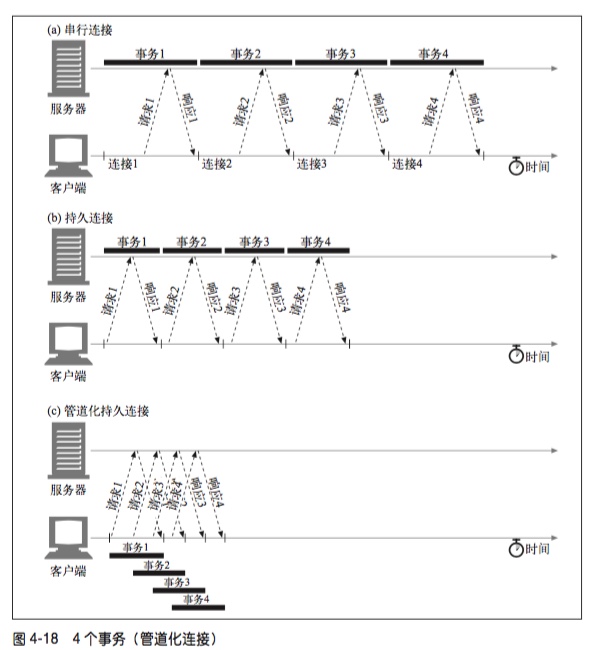 (a) 串行连接
事务1 事务2 事务3 事务4
服务器
请求1 响应1 请求2 响应2 请求3 响应3 请求4 响应4
连接1 连接2 连接3 连接4 时间
客户端
(b) 持久连接
事务1 事务2 事务3 事务4
服务器
请求1 响应1 请求2 响应2 请求3 响应3 请求4 响应4
时间
客户端
(c) 管道化持久连接
服务器
请求1 请求2 请求3 请求4 响应3 响应4
时间
客户端
事务1
事务2
事务3
事务4
图 4-18 4 个事务（管道化连接）